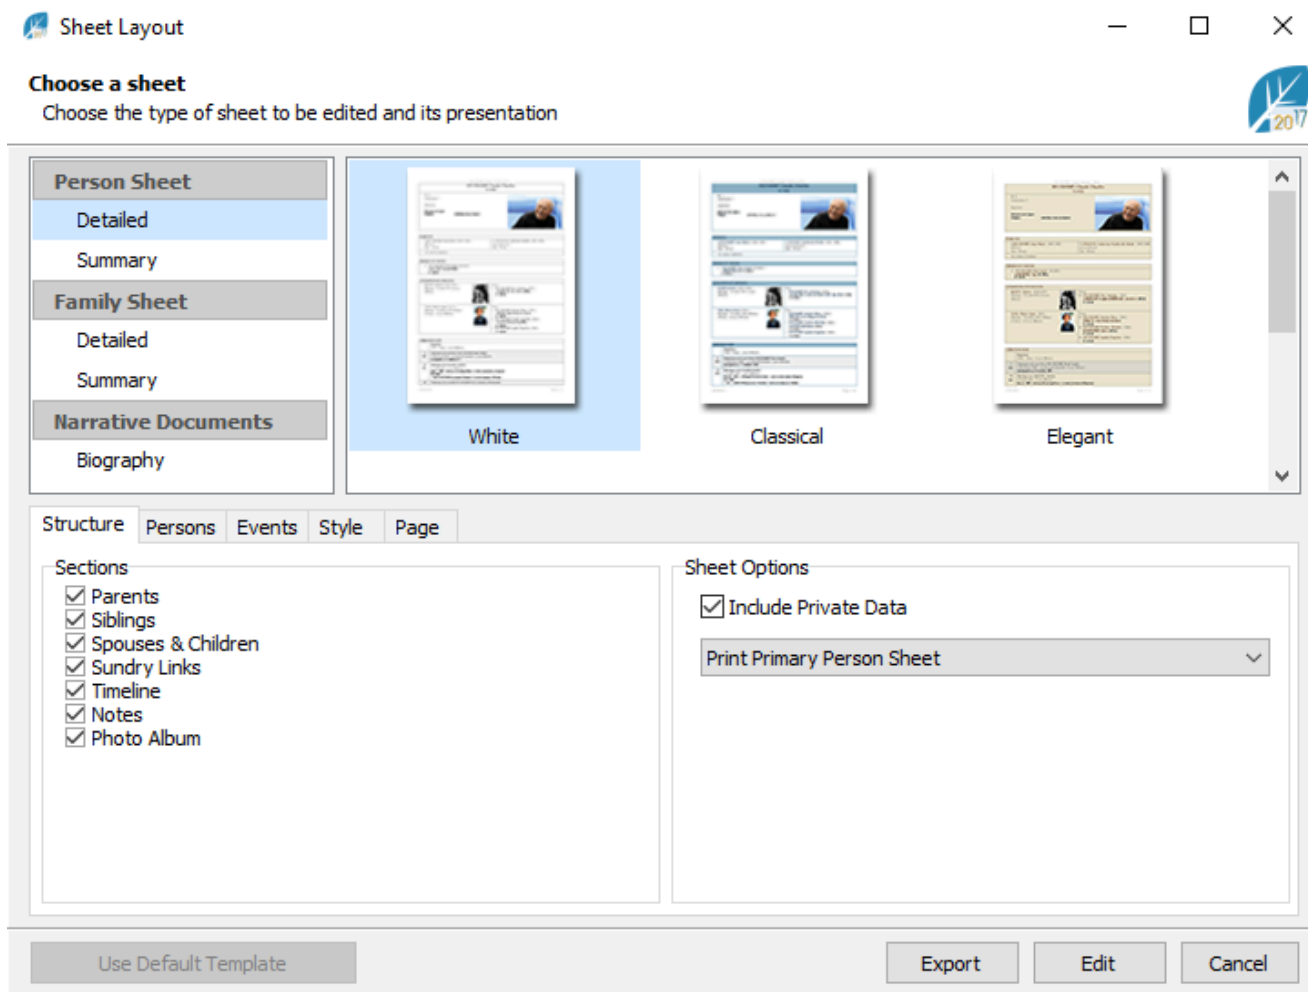 Sheet Layout
Choose a sheet
Choose the type of sheet to be edited and its presentation
2017
Person Sheet
Detailed
Summary
Family Sheet
Detailed
Summary
Narrative Documents
Biography
White
Classical
Elegant
Structure Persons Events Style Page
Sections
Parents
Siblings
Spouses & Children
Sundry Links
Timeline
Notes
Photo Album
Sheet Options
Include Private Data
Print Primary Person Sheet
Use Default Template
Export
Edit
Cancel